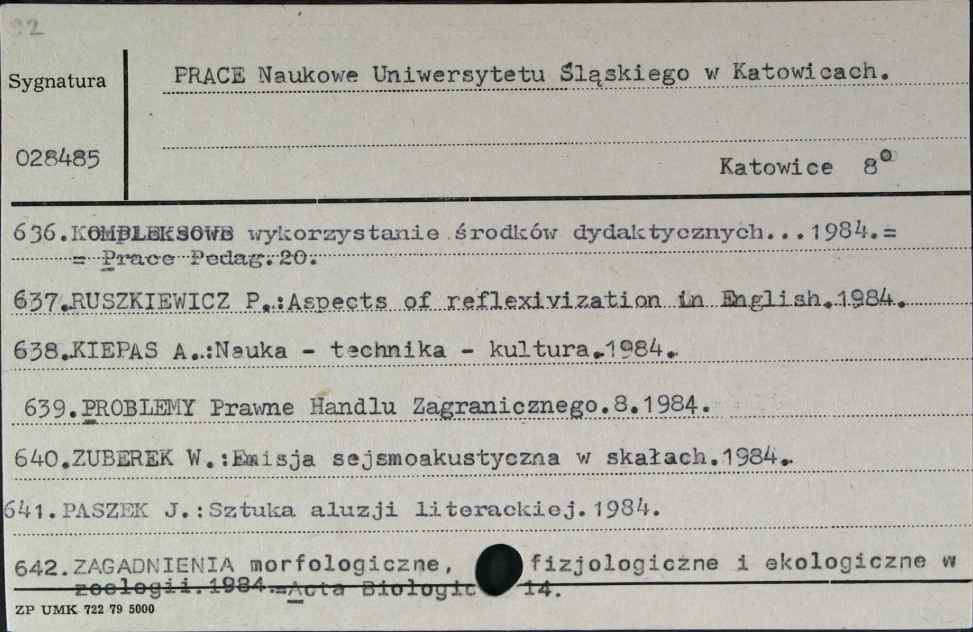 92
PRACE Naukowe Uniwersytetu Śląskiego w Katowicach.
Sygnatura
028485
Katowice 8°
636.KOMPLEKSOWE wykorzystanie środków dydaktycznych...1984.=
= Prace Pedag.20.
637.RUSZKIEWICZ P.:Aspects of reflexivization in English.1984.
638.KIEPAS A.:Nauka - technika - kultura.1984.
639.PROBLEMY Prawne Handlu Zagranicznego.8.1984.
640.ZUBEREK W.:Emisja sejsmoakustyczna w skałach.1984.
641.PASZEK J.:Sztuka aluzji literackiej.1984.
642.ZAGADNIENIA morfologiczne, fizjologiczne i ekologiczne w
zoologii.1984.=Acta Biologic 14.
ZP UMK 722 79 5000